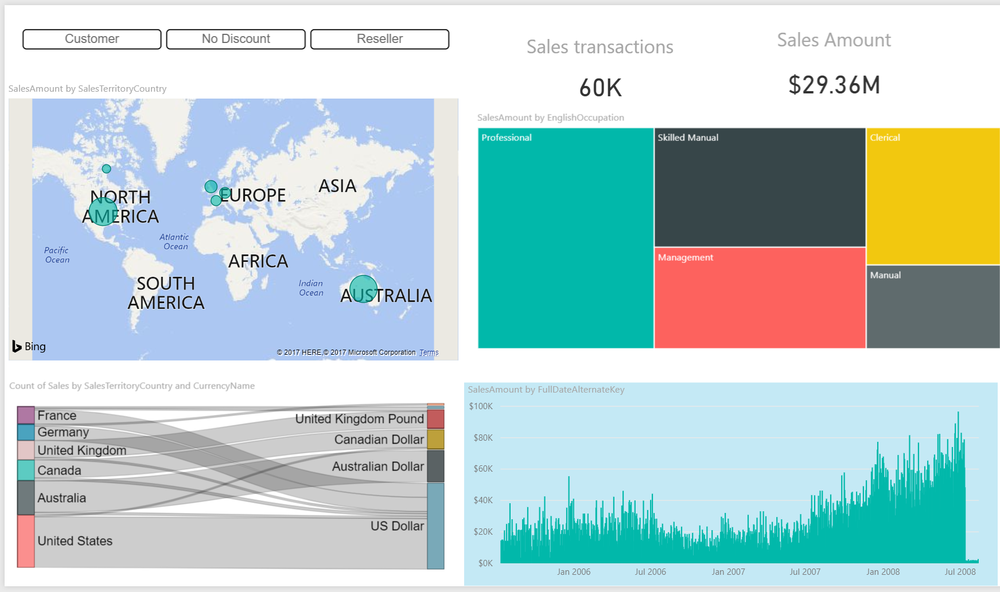 Customer
No Discount
Reseller
Sales transactions
60K
Sales Amount
$29.36M
SalesAmount by SalesTerritoryCountry
NORTH
AMERICA
EUROPE
ASIA
Atlantic
Ocean
Pacific
Ocean
AFRICA
SOUTH
AMERICA
Indian
Ocean
AUSTRALIA
Bing
© 2017 HERE,© 2017 Microsoft Corporation Terms
SalesAmount by EnglishOccupation
Professional
Skilled Manual
Clerical
Management
Manual
Count of Sales by SalesTerritoryCountry and CurrencyName
France
Germany
United Kingdom
Canada
Australia
United States
United Kingdom Pound
Canadian Dollar
Australian Dollar
US Dollar
SalesAmount by FullDateAlternateKey
$100K
$80K
$60K
$40K
$20K
$0K
Jan 2006
Jul 2006
Jan 2007
Jul 2007
Jan 2008
Jul 2008